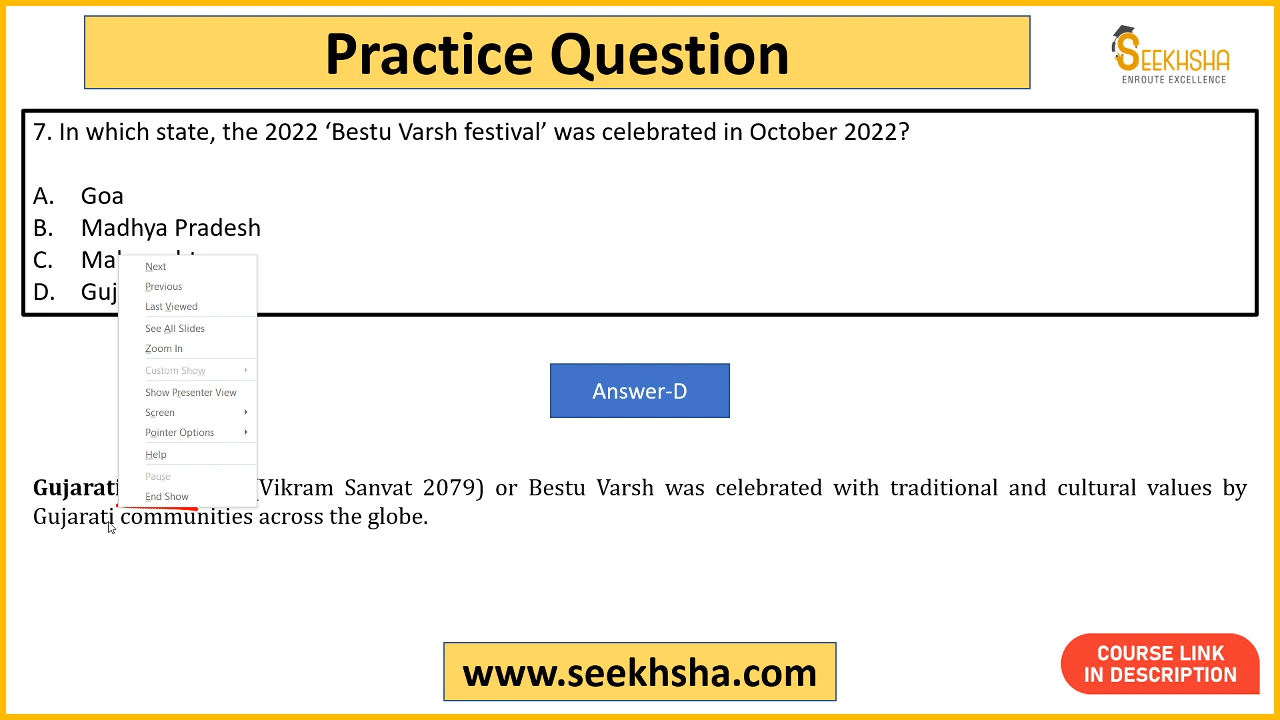 Practice Question
SEEKHSHA
ENROUTE EXCELLENCE
7. In which state, the 2022 ‘Bestu Varsh festival’ was celebrated in October 2022?
A. Goa
B. Madhya Pradesh
C.
D.
Next
Previous
Last Viewed
See All Slides
Zoom In
Custom Show
Show Presenter View
Screen
Pointer Options
Help
Pause
End Show
Answer-D
Gujarati (Vikram Sanvat 2079) or Bestu Varsh was celebrated with traditional and cultural values by
Gujarati communities across the globe.
www.seekhsha.com
COURSE LINK
IN DESCRIPTION